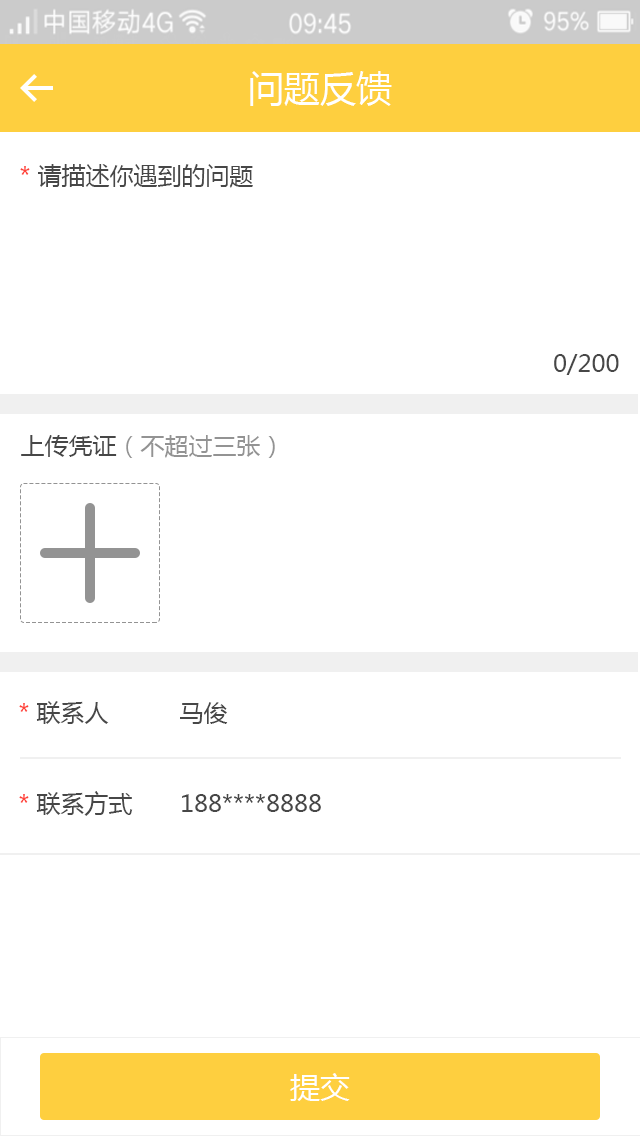 中国移动4G 09:45 95%
问题反馈
* 请描述你遇到的问题
0/200
上传凭证（不超过三张）
* 联系人 马俊
* 联系方式 188****8888
提交